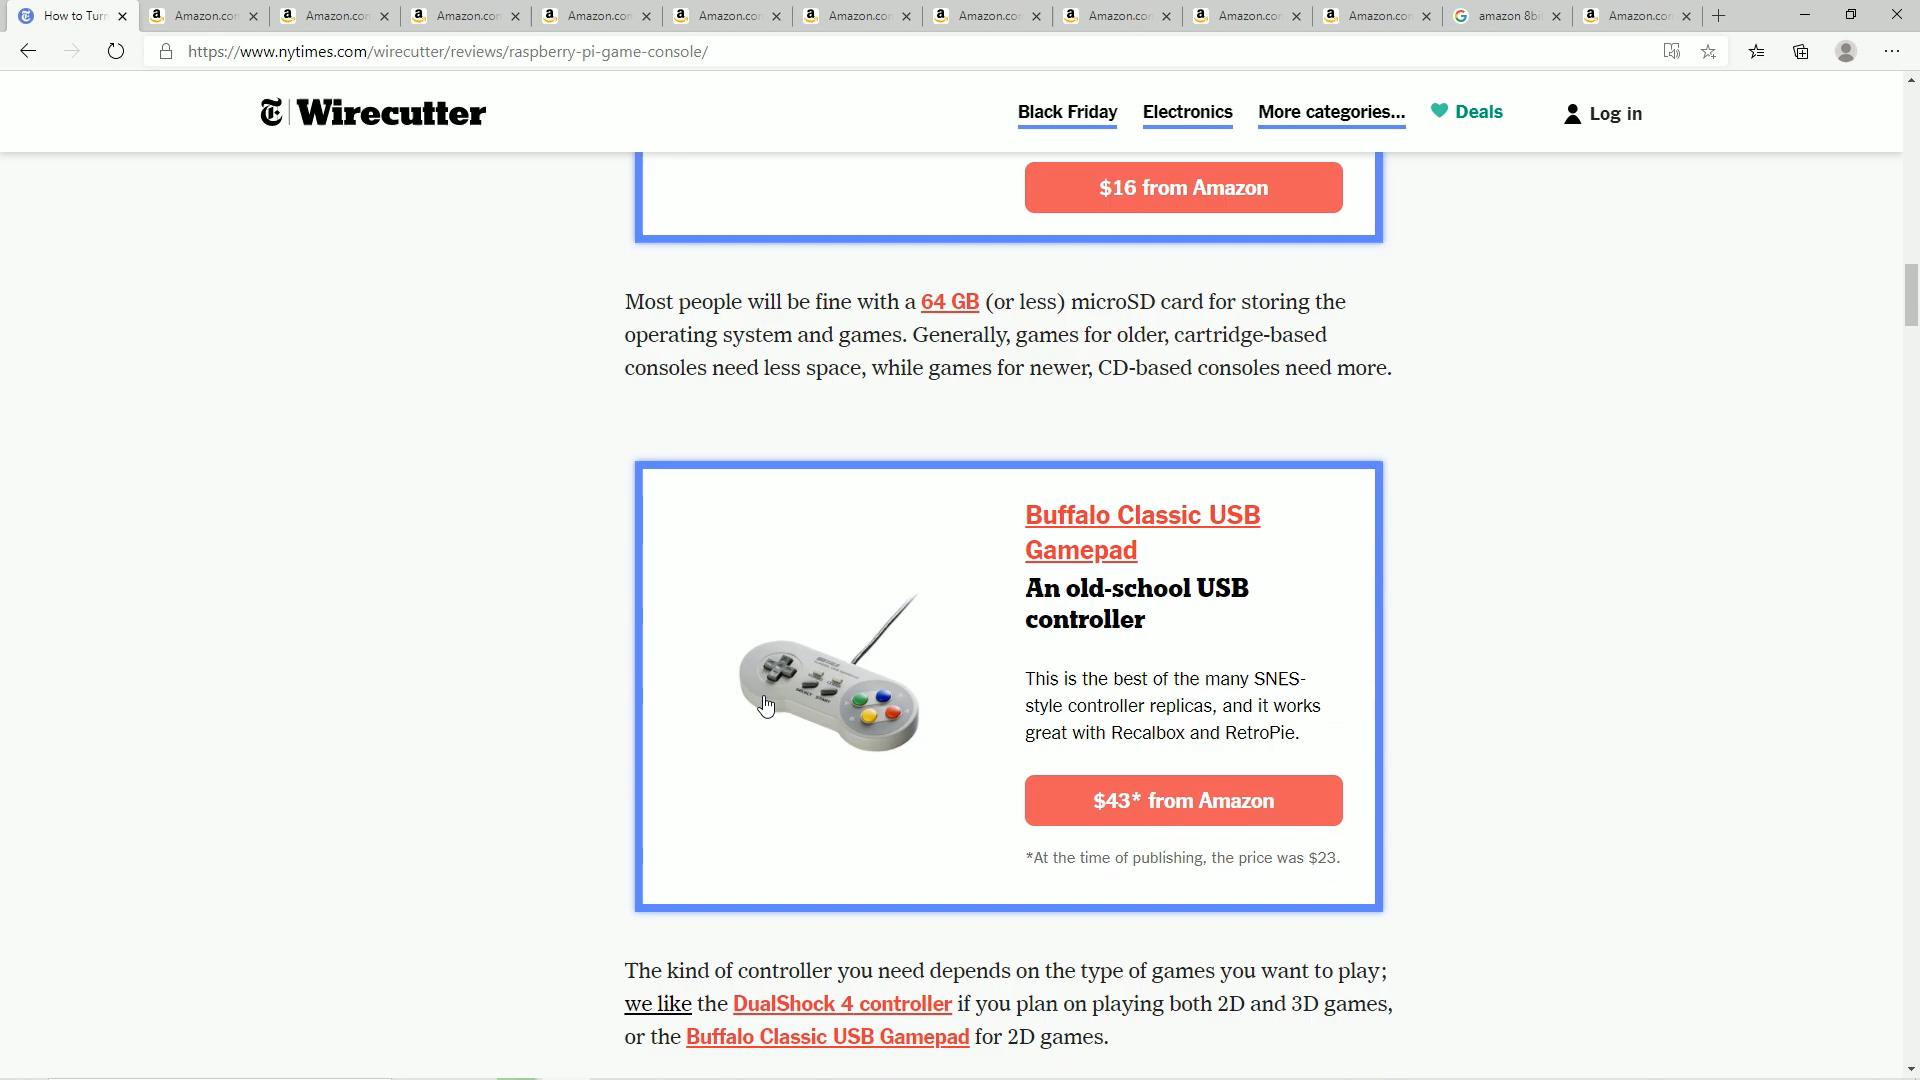 How to Turn
Amazon.com
Amazon.com
Amazon.com
Amazon.com
Amazon.com
Amazon.com
Amazon.com
Amazon.com
Amazon.com
Amazon.com
amazon 8bi
Amazon.com
https://www.nytimes.com/wirecutter/reviews/raspberry-pi-game-console/
T Wirecutter
Black Friday
Electronics
More categories...
Deals
Log in
$16 from Amazon
Most people will be fine with a 64 GB (or less) microSD card for storing the
operating system and games. Generally, games for older, cartridge-based
consoles need less space, while games for newer, CD-based consoles need more.
Buffalo Classic USB
Gamepad
An old-school USB
controller
This is the best of the many SNES-
style controller replicas, and it works
great with Recalbox and RetroPie.
SELECT START
$43* from Amazon
*At the time of publishing, the price was $23.
The kind of controller you need depends on the type of games you want to play;
we like the DualShock 4 controller if you plan on playing both 2D and 3D games,
or the Buffalo Classic USB Gamepad for 2D games.